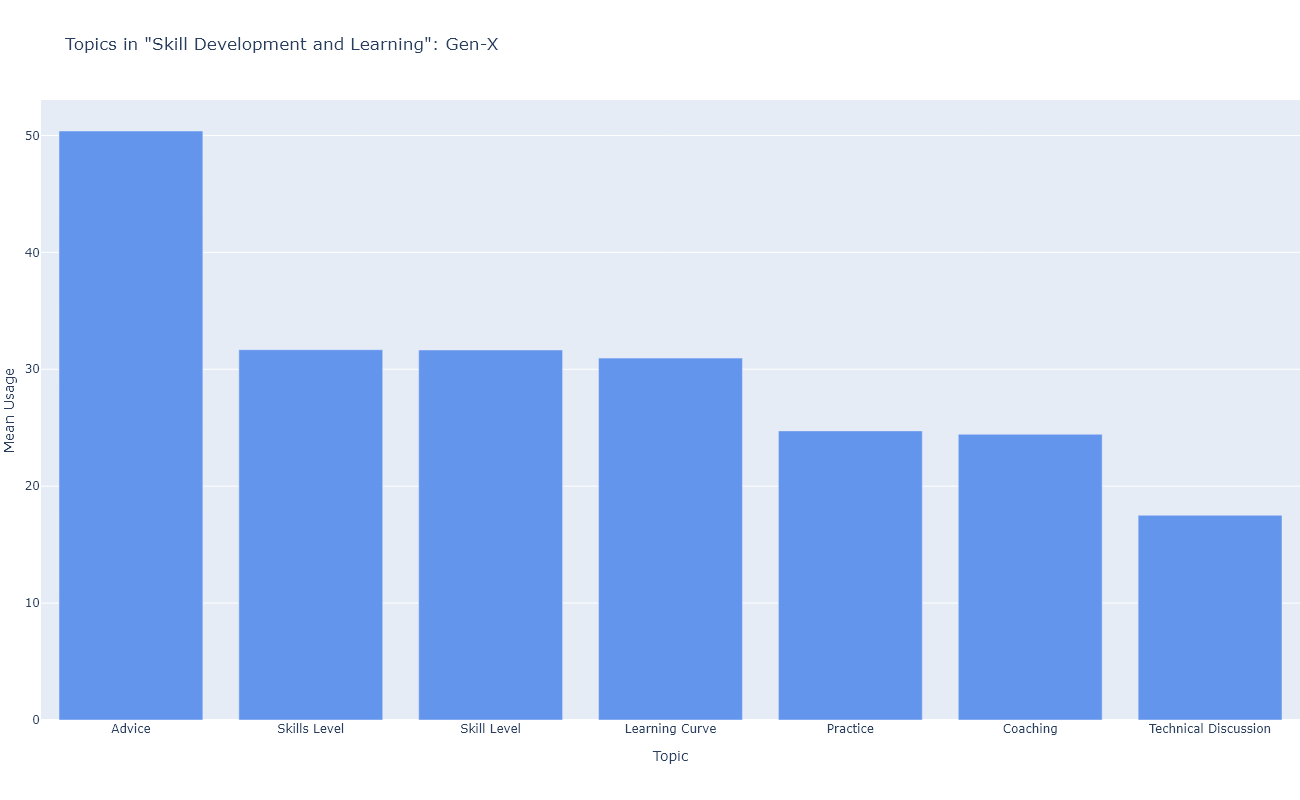 Topics in "Skill Development and Learning": Gen-X
50
40
30
20
10
0
Mean Usage
Advice
Skills Level
Skill Level
Learning Curve
Practice
Coaching
Technical Discussion
Topic